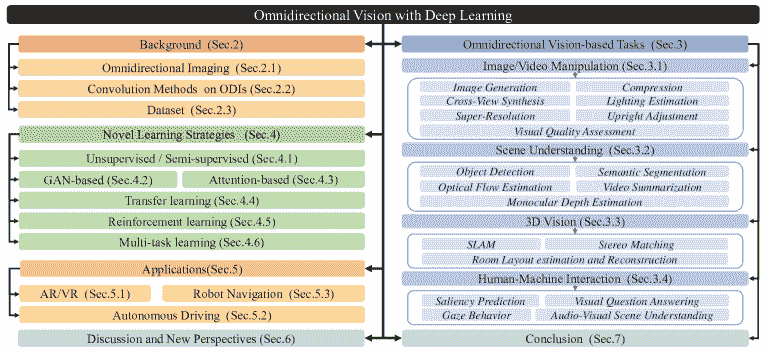 Omnidirectional Vision with Deep Learning
Background (Sec.2)
Omnidirectional Imaging (Sec.2.1)
Convolution Methods on ODIs (Sec.2.2)
Dataset (Sec.2.3)
Novel Learning Strategies (Sec.4)
Unsupervised / Semi-supervised (Sec.4.1)
GAN-based (Sec.4.2) Attention-based (Sec.4.3)
Transfer learning (Sec.4.4)
Reinforcement learning (Sec.4.5)
Multi-task learning (Sec.4.6)
Applications(Sec.5)
AR/VR (Sec.5.1) Robot Navigation (Sec.5.3)
Autonomous Driving (Sec.5.2)
Discussion and New Perspectives (Sec.6)
Omnidirectional Vision-based Tasks (Sec.3)
Image/Video Manipulation (Sec.3.1)
Image Generation Compression
Cross-View Synthesis Lighting Estimation
Super-Resolution Upright Adjustment
Visual Quality Assessment
Scene Understanding (Sec.3.2)
Object Detection Semantic Segmentation
Optical Flow Estimation Video Summarization
Monocular Depth Estimation
3D Vision (Sec.3.3)
SLAM Stereo Matching
Room Layout estimation and Reconstruction
Human-Machine Interaction (Sec.3.4)
Saliency Prediction Visual Question Answering
Gaze Behavior Audio-Visual Scene Understanding
Conclusion (Sec.7)